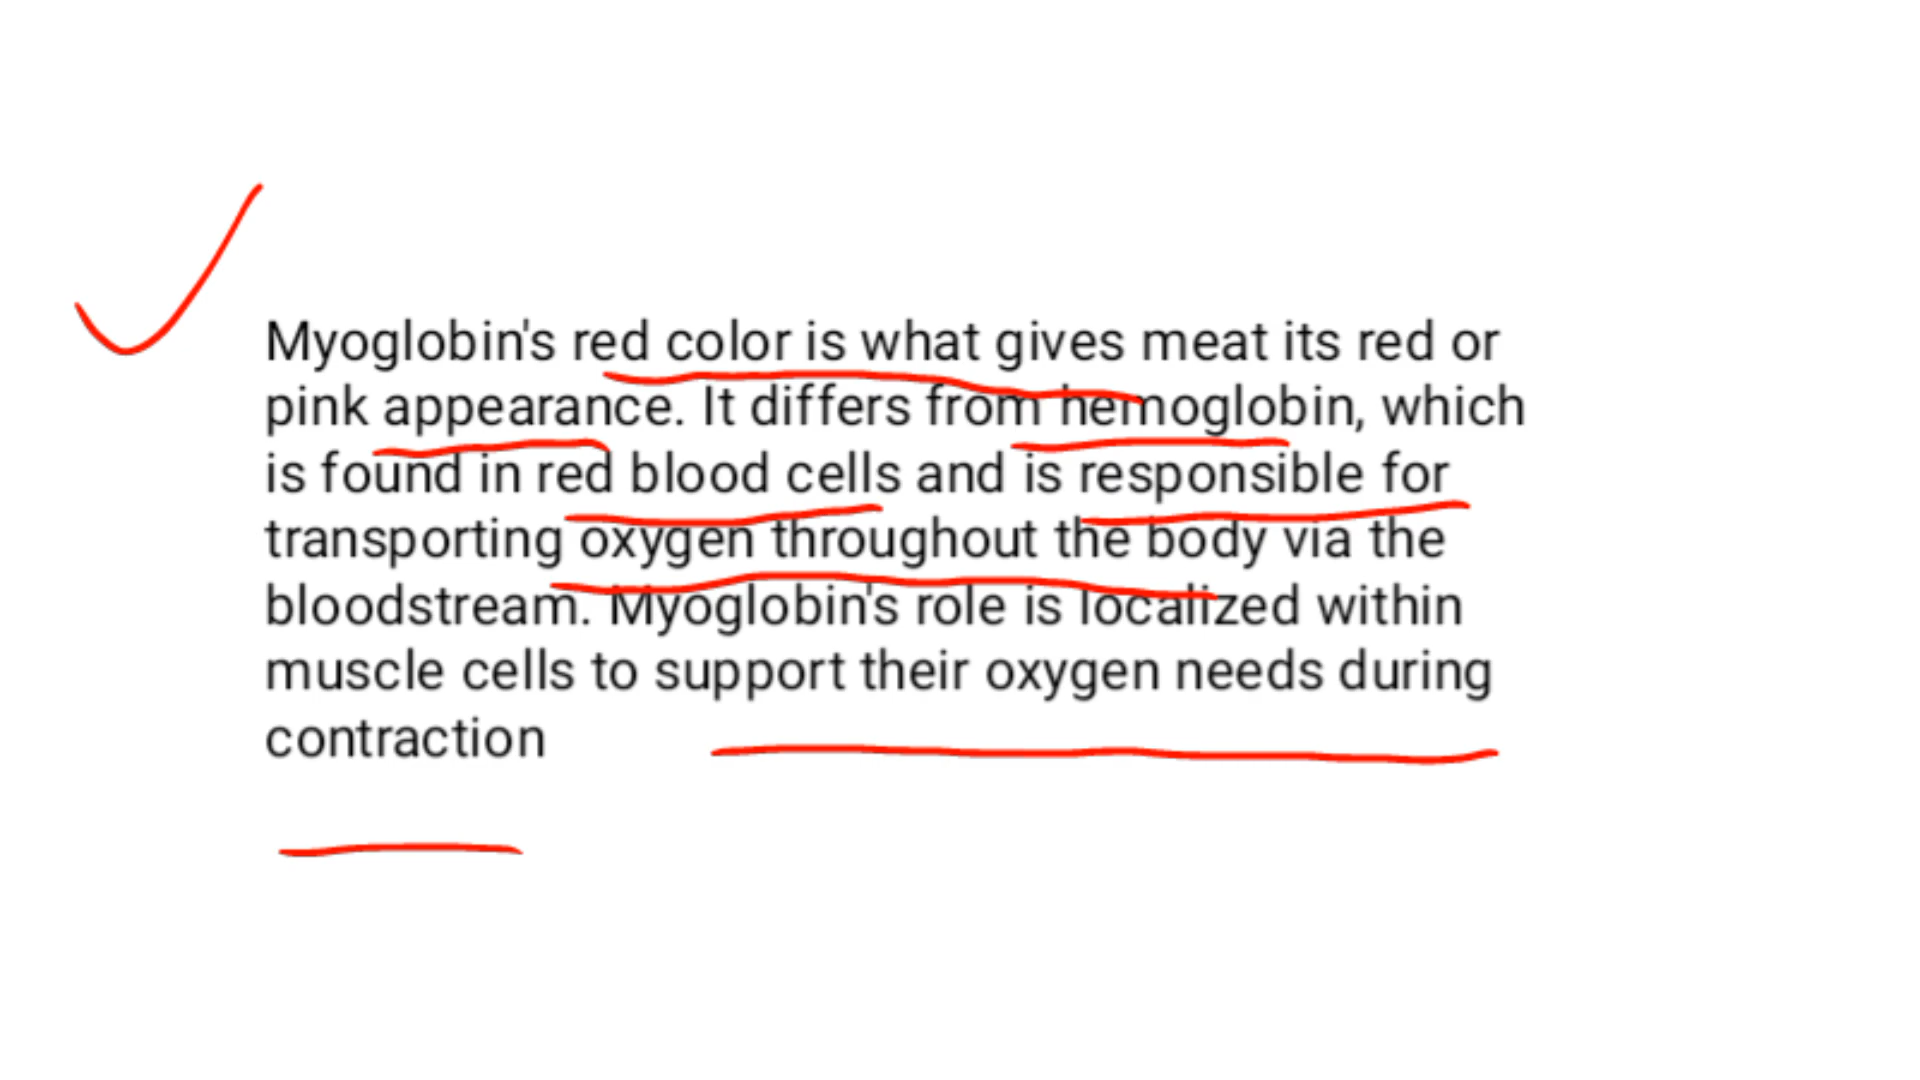 Myoglobin's red color is what gives meat its red or
pink appearance. It differs from hemoglobin, which
is found in red blood cells and is responsible for
transporting oxygen throughout the body via the
bloodstream. Myoglobin's role is localized within
muscle cells to support their oxygen needs during
contraction